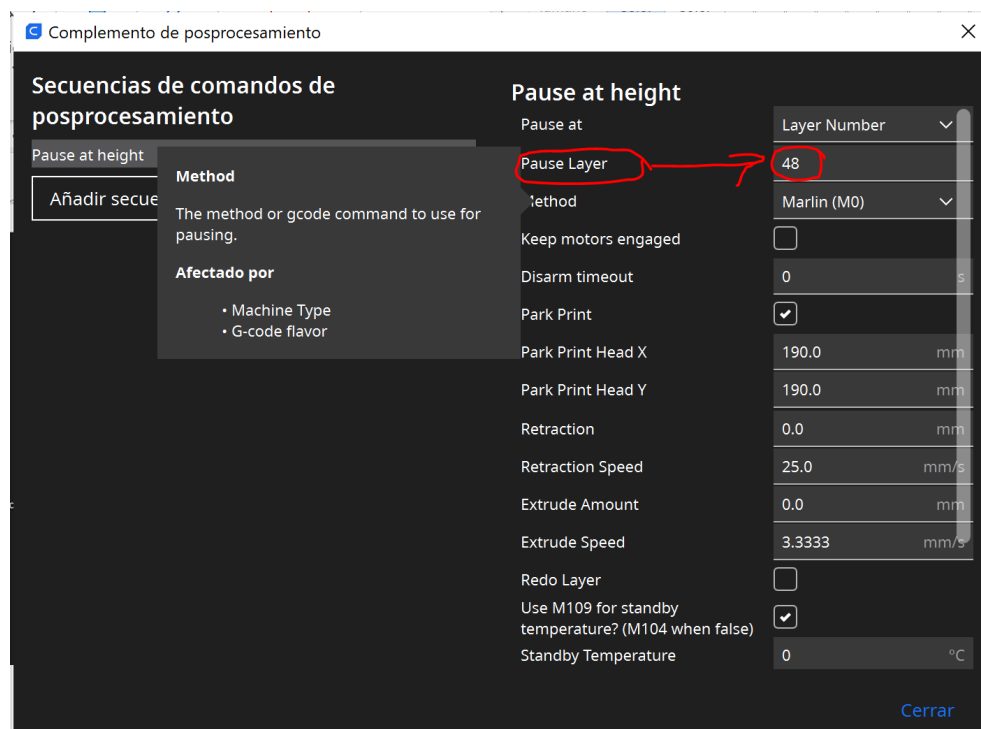 Complemento de posprocesamiento
Secuencias de comandos de
posprocesamiento
Pause at height
Añadir secue
Method
The method or gcode command to use for
pausing.
Afectado por
• Machine Type
• G-code flavor
Pause at height
Pause at
Layer Number
Pause Layer
48
Method
Marlin (M0)
Keep motors engaged
Disarm timeout
0
s
Park Print
Park Print Head X
190.0
mm
Park Print Head Y
190.0
mm
Retraction
0.0
mm
Retraction Speed
25.0
mm/s
Extrude Amount
0.0
mm
Extrude Speed
3.3333
mm/s
Redo Layer
Use M109 for standby
temperature? (M104 when false)
Standby Temperature
0
°C
Cerrar